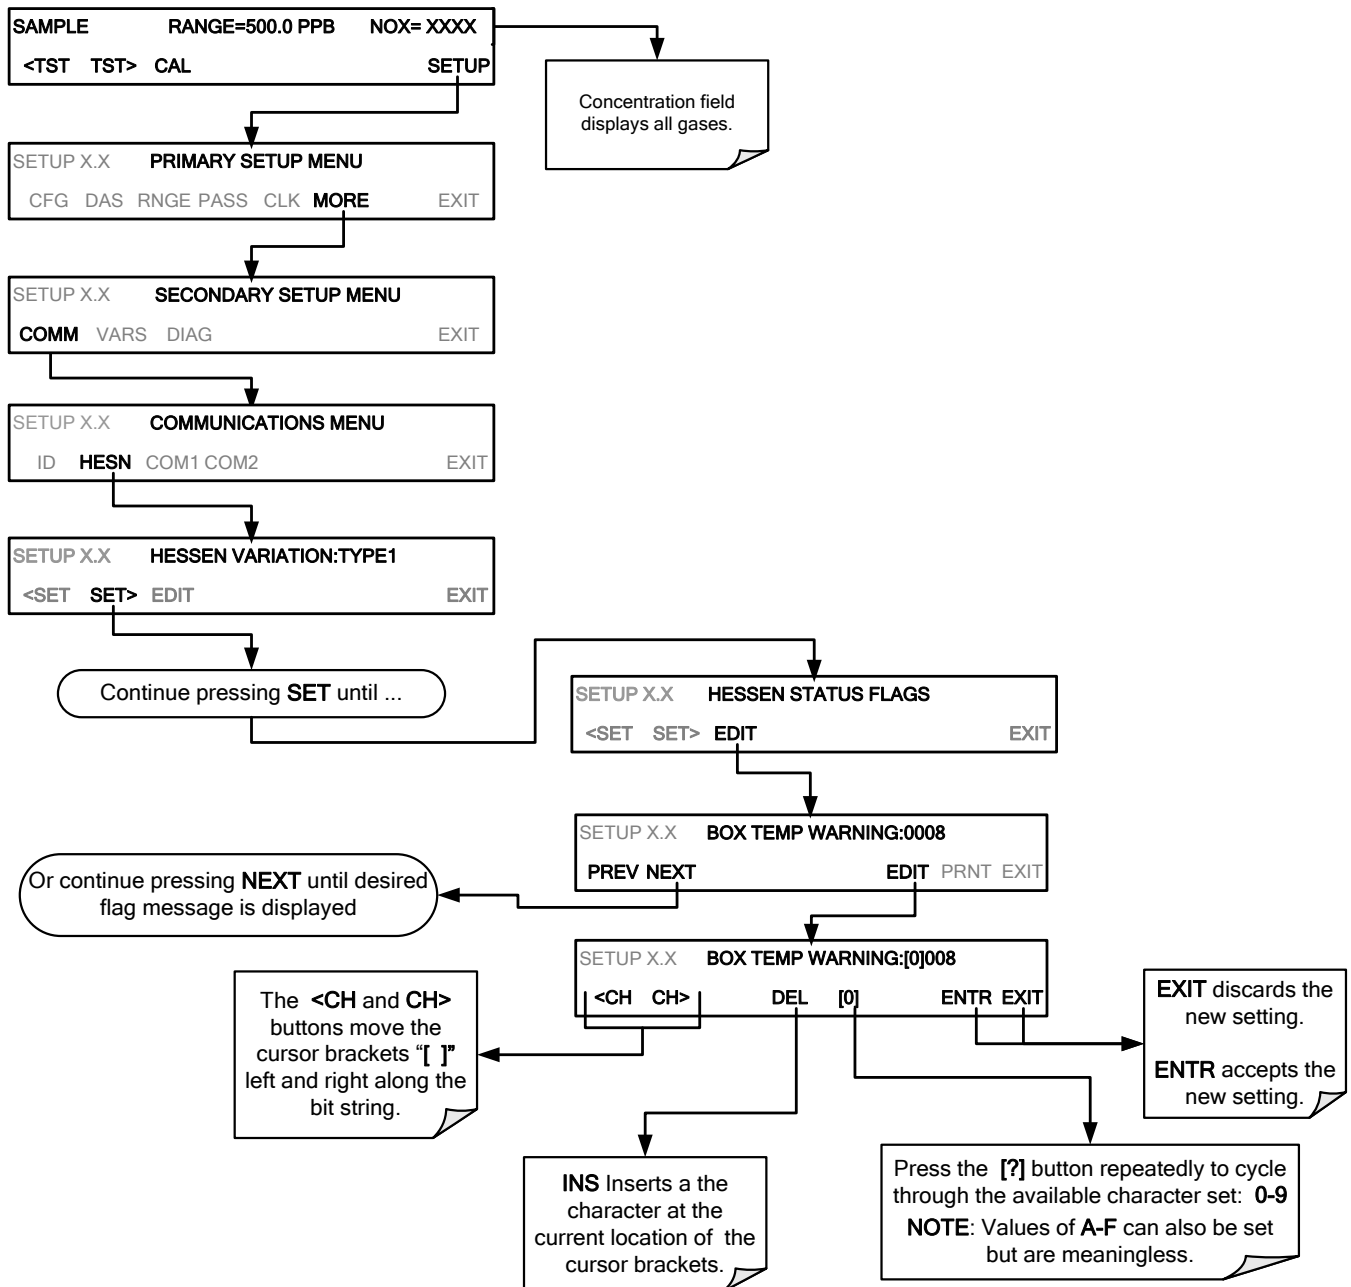 SAMPLE RANGE=500.0 PPB NOX= XXXX
<TST TST> CAL SETUP
Concentration field
displays all gases.
SETUP X.X PRIMARY SETUP MENU
CFG DAS RNGE PASS CLK MORE EXIT
SETUP X.X SECONDARY SETUP MENU
COMM VARS DIAG EXIT
SETUP X.X COMMUNICATIONS MENU
ID HESN COM1 COM2 EXIT
SETUP X.X HESSEN VARIATION:TYPE1
<SET SET> EDIT EXIT
Continue pressing SET until ...
SETUP X.X HESSEN STATUS FLAGS
<SET SET> EDIT EXIT
SETUP X.X BOX TEMP WARNING:0008
PREV NEXT EDIT PRNT EXIT
Or continue pressing NEXT until desired
flag message is displayed
SETUP X.X BOX TEMP WARNING:[0]008
<CH CH> DEL [0] ENTR EXIT
The <CH and CH>
buttons move the
cursor brackets “[ ]”
left and right along the
bit string.
EXIT discards the
new setting.
ENTR accepts the
new setting.
INS Inserts a the
character at the
current location of the
cursor brackets.
Press the [?] button repeatedly to cycle
through the available character set: 0-9
NOTE: Values of A-F can also be set
but are meaningless.